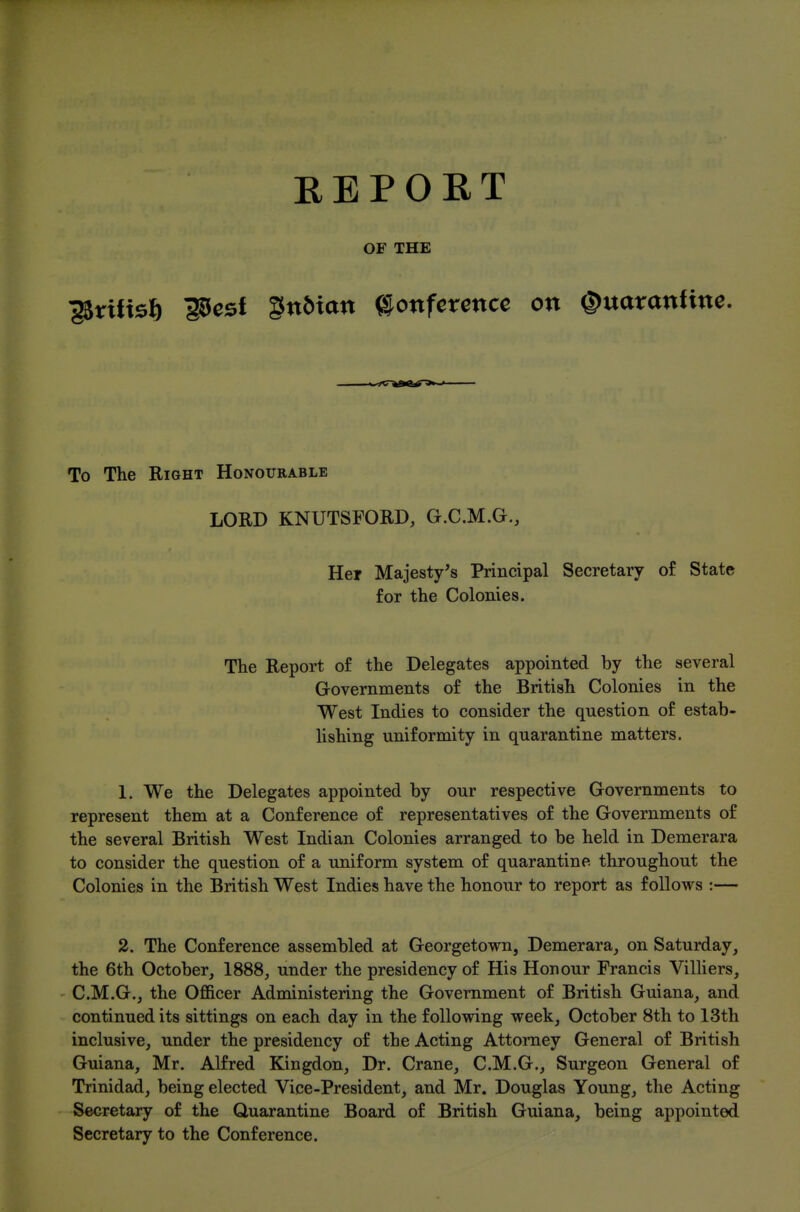 REPORT
OF THE
British West Indian Conference on Quarantine.
To The RIGHT HONOURABLE
LORD KNUTSFORD, G.C.M.G.,
Her Majesty's Principal Secretary of State
for the Colonies.
The Report of the Delegates appointed by the several
Governments of the British Colonies in the
West Indies to consider the question of estab-
lishing uniformity in quarantine matters.
1. We the Delegates appointed by our respective Governments to
represent them at a Conference of representatives of the Governments of
the several British West Indian Colonies arranged to be held in Demerara
to consider the question of a uniform system of quarantine throughout the
Colonies in the British West Indies have the honour to report as follows :—
2. The Conference assembled at Georgetown, Demerara, on Saturday,
the 6th October, 1888, under the presidency of His Honour Francis Villiers,
C.M.G., the Officer Administering the Government of British Guiana, and
continued its sittings on each day in the following week, October 8th to 13th
inclusive, under the presidency of the Acting Attorney General of British
Guiana, Mr. Alfred Kingdon, Dr. Crane, C.M.G., Surgeon General of
Trinidad, being elected Vice-President, and Mr. Douglas Young, the Acting
Secretary of the Quarantine Board of British Guiana, being appointed
Secretary to the Conference.